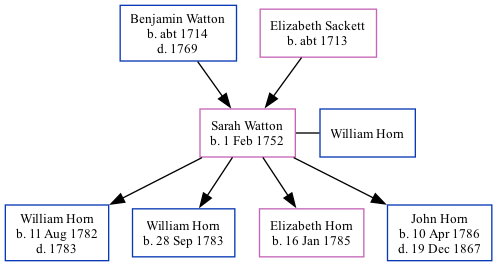 Benjamin Watton
b. abt 1714
d. 1769
Elizabeth Sackett
b. abt 1713
Sarah Watton
b. 1 Feb 1752
William Horn
William Horn
b. 11 Aug 1782
d. 1783
William Horn
b. 28 Sep 1783
Elizabeth Horn
b. 16 Jan 1785
John Horn
b. 10 Apr 1786
d. 19 Dec 1867